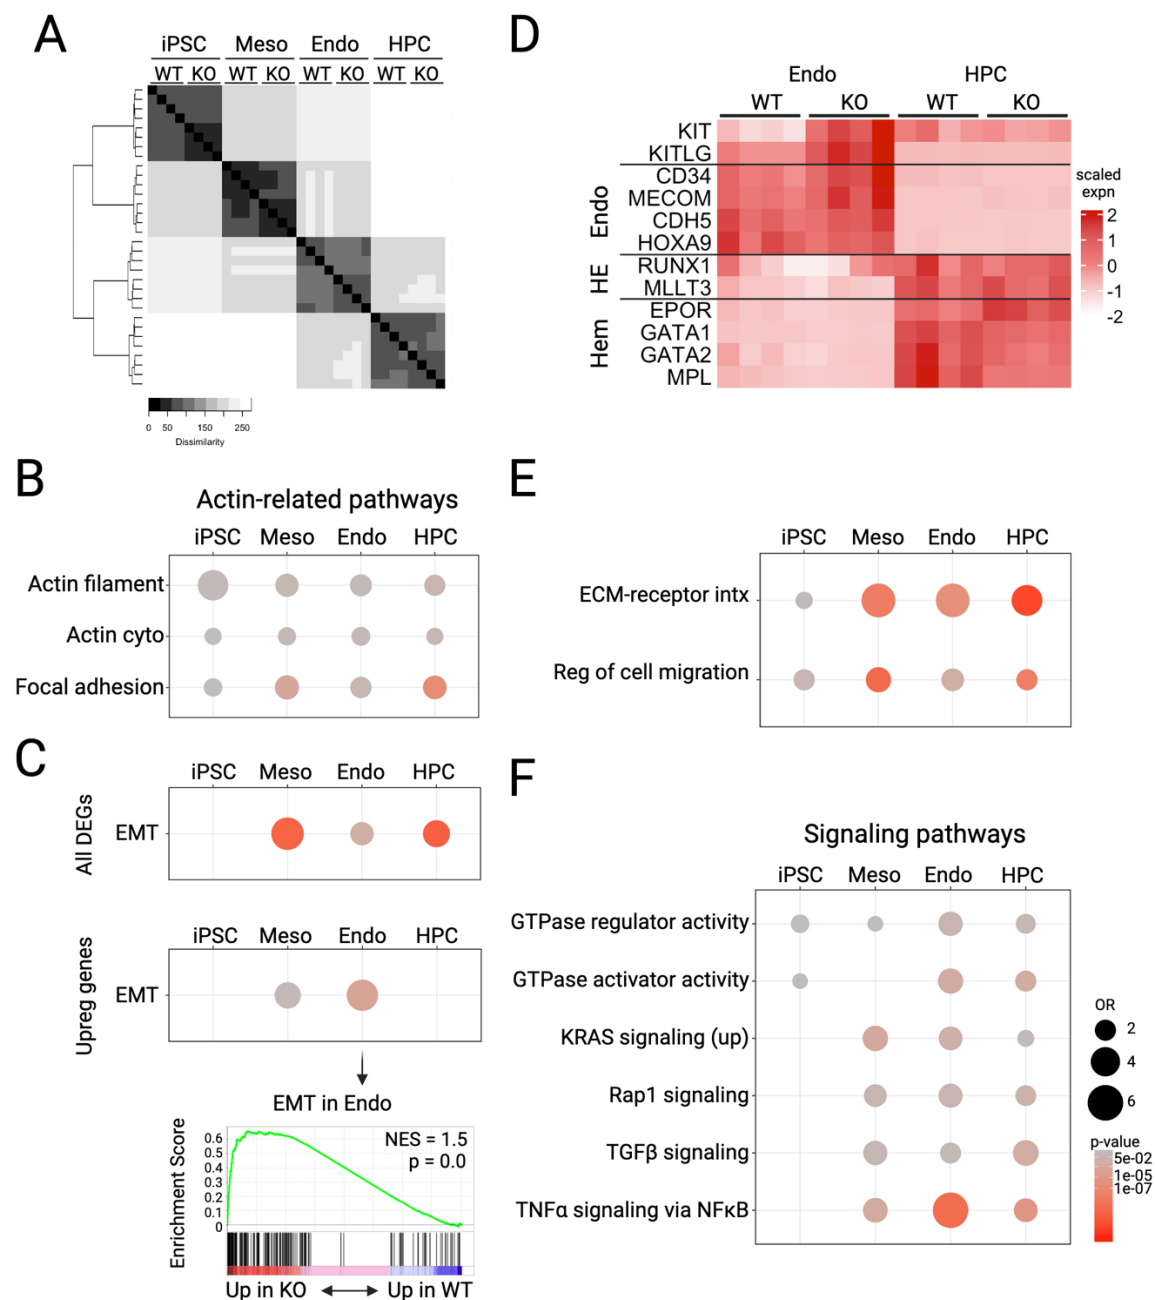 A
iPSC Meso Endo HPC
WT KO WT KO WT KO WT KO
0 50 150 250
Dissimilarity
B
Actin-related pathways
iPSC Meso Endo HPC
Actin filament
Actin cyto
Focal adhesion
C
iPSC Meso Endo HPC
All DEGs
EMT
iPSC Meso Endo HPC
Upreg genes
EMT
EMT in Endo
Enrichment Score
0.6
0.5
0.4
0.3
0.2
0.1
0
NES = 1.5
p = 0.0
Up in KO Up in WT
D
Endo HPC
WT KO WT KO
KIT
KITLG
Endo
CD34
MECOM
CDH5
HOXA9
HE
RUNX1
MLLT3
Hem
EPOR
GATA1
GATA2
MPL
scaled
expn
2
1
0
-1
-2
E
iPSC Meso Endo HPC
ECM-receptor intx
Reg of cell migration
F
Signaling pathways
iPSC Meso Endo HPC
GTPase regulator activity
GTPase activator activity
KRAS signaling (up)
Rap1 signaling
TGFβ signaling
TNFα signaling via NFκB
OR
2
4
6
p-value
5e-02
1e-05
1e-07